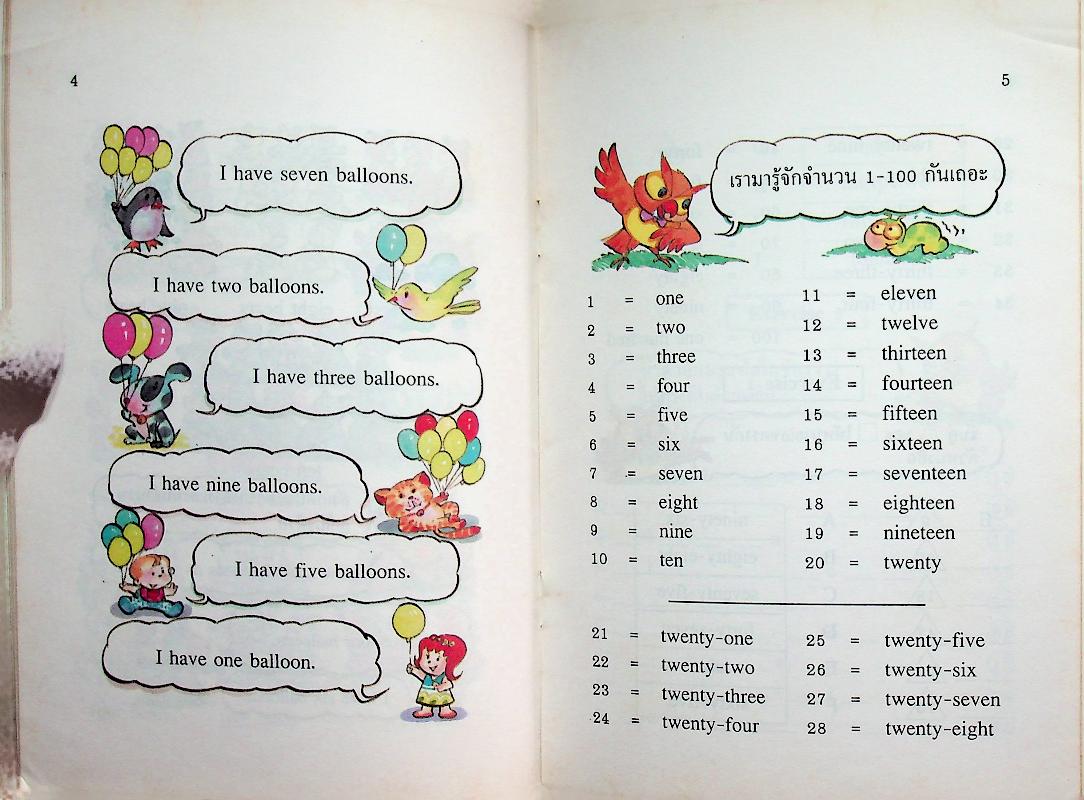 4
I have seven balloons.
I have two balloons.
I have three balloons.
I have nine balloons.
I have five balloons.
I have one balloon.
5
เรามารู้จักจำนวน 1-100 กันเถอะ
1 = one 11 = eleven
2 = two 12 = twelve
3 = three 13 = thirteen
4 = four 14 = fourteen
5 = five 15 = fifteen
6 = six 16 = sixteen
7 = seven 17 = seventeen
8 = eight 18 = eighteen
9 = nine 19 = nineteen
10 = ten 20 = twenty
21 = twenty-one 25 = twenty-five
22 = twenty-two 26 = twenty-six
23 = twenty-three 27 = twenty-seven
24 = twenty-four 28 = twenty-eight